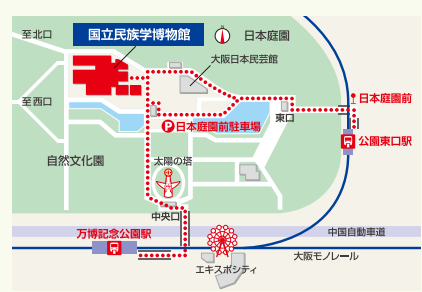 至北口
国立民族学博物館
日本庭園
大阪日本民芸館
至西口
日本庭園前
P日本庭園前駐車場
東口
公園東口駅
自然文化園
太陽の塔
中央口
万博記念公園駅
中国自動車道
エキスポシティ
大阪モノレール